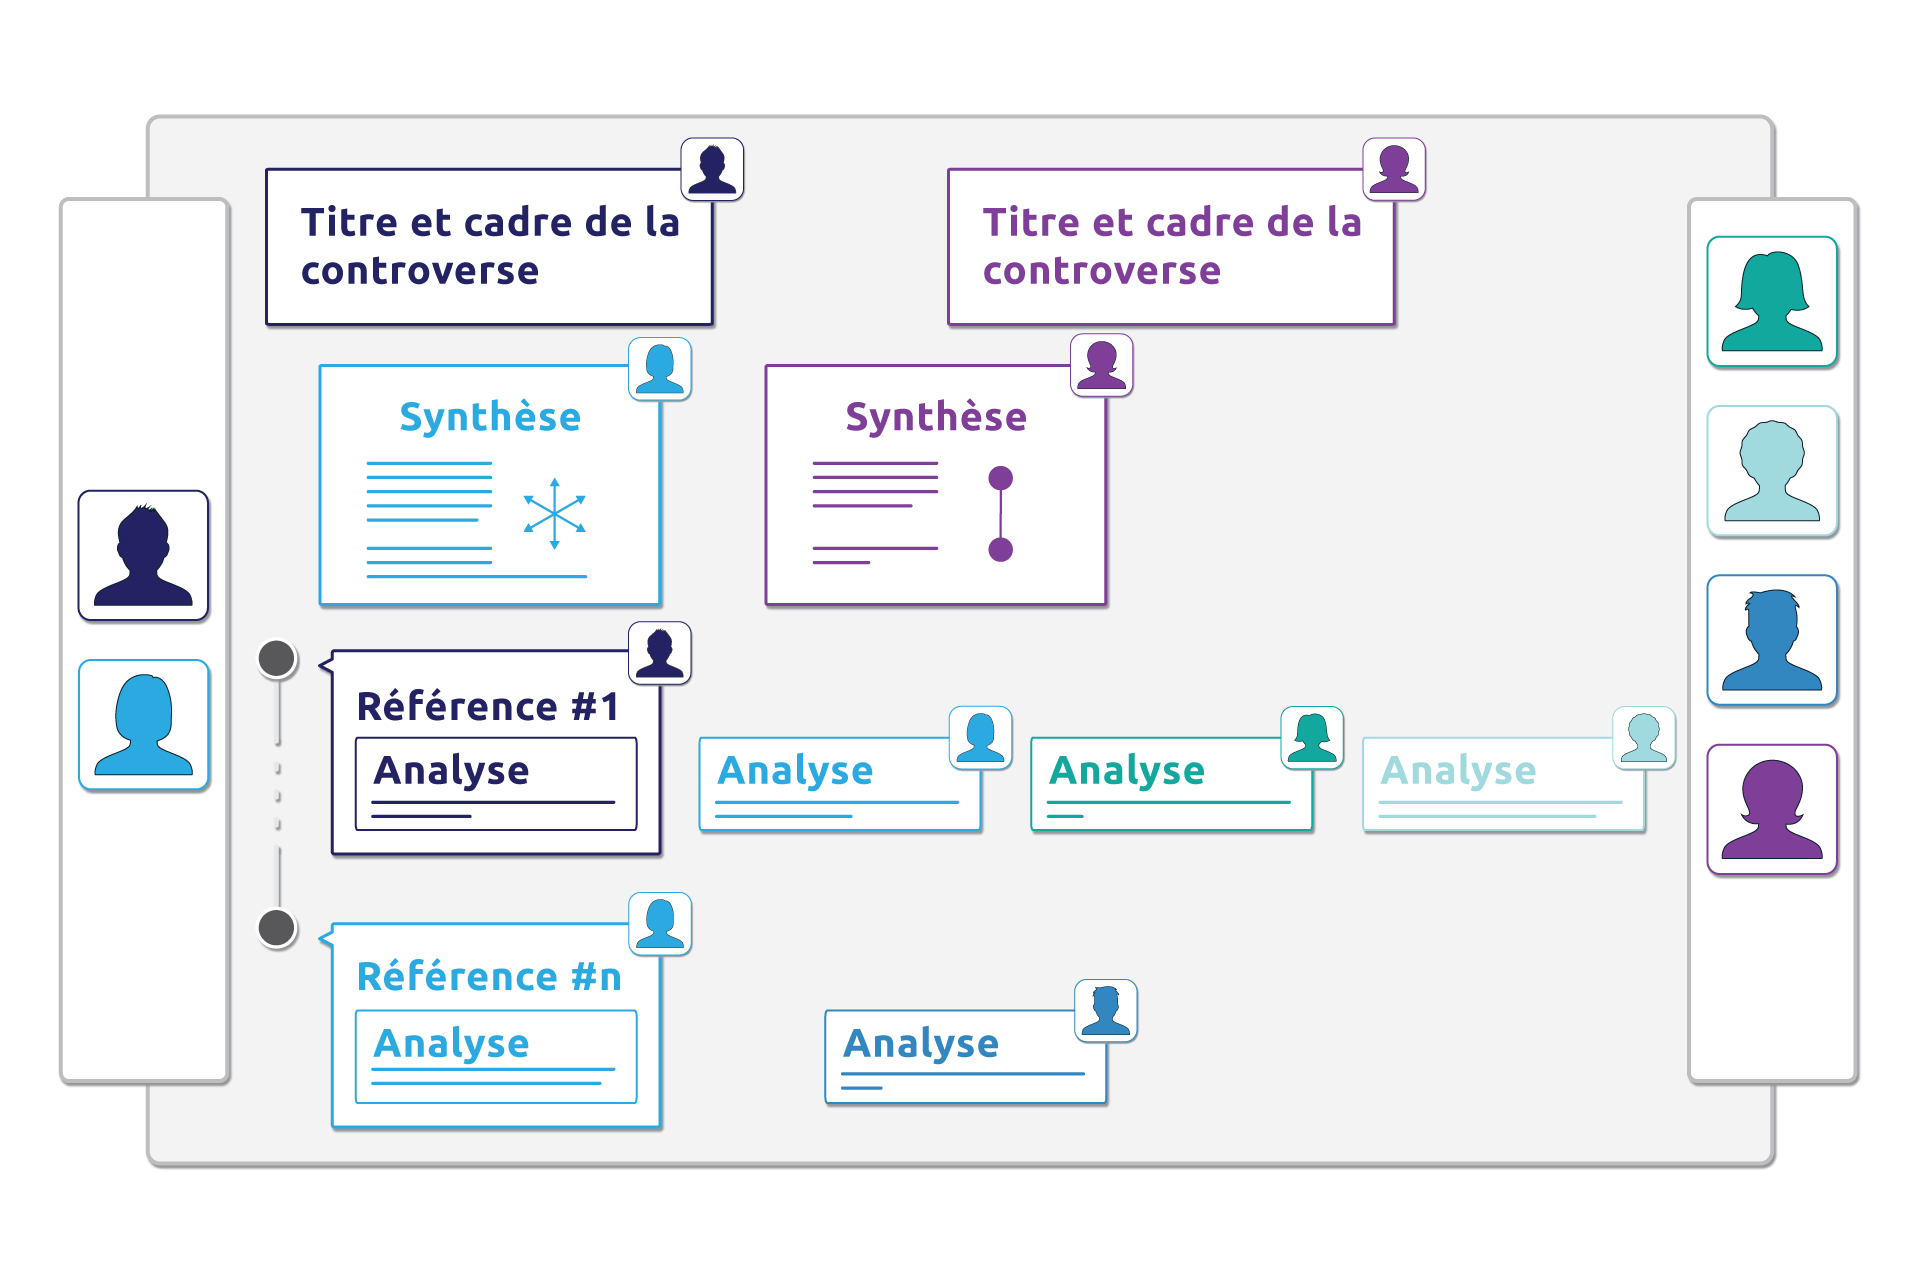 Titre et cadre de la
controverse
Titre et cadre de la
controverse
Synthèse
Synthèse
Référence #1
Analyse
Analyse
Analyse
Analyse
Référence #n
Analyse
Analyse